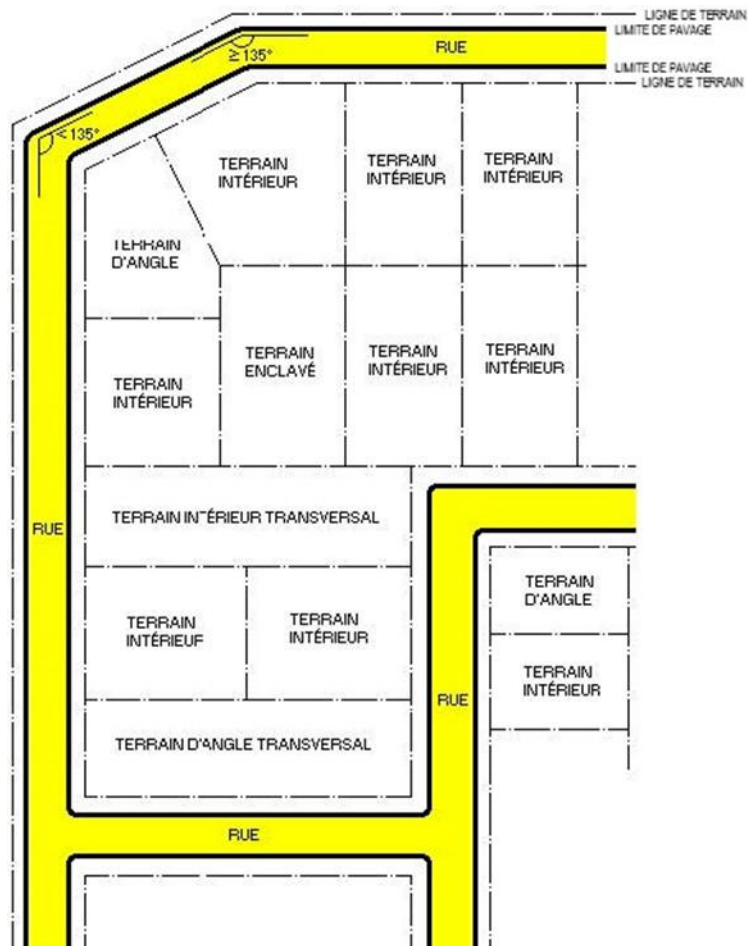 LIGNE DE TERRAIN
LIMITE DE PAVAGE
RUE
≥ 135°
LIMITE DE PAVAGE
LIGNE DE TERRAIN
< 135°
TERRAIN
INTÉRIEUR
TERRAIN
INTÉRIEUR
TERRAIN
INTÉRIEUR
TERRAIN
D'ANGLE
TERRAIN
INTÉRIEUR
TERRAIN
ENCLAVÉ
TERRAIN
INTÉRIEUR
TERRAIN
INTÉRIEUR
RUE
TERRAIN INTÉRIEUR TRANSVERSAL
TERRAIN
D'ANGLE
TERRAIN
INTÉRIEUR
TERRAIN
INTÉRIEUR
TERRAIN
INTÉRIEUR
RUE
TERRAIN D'ANGLE TRANSVERSAL
RUE